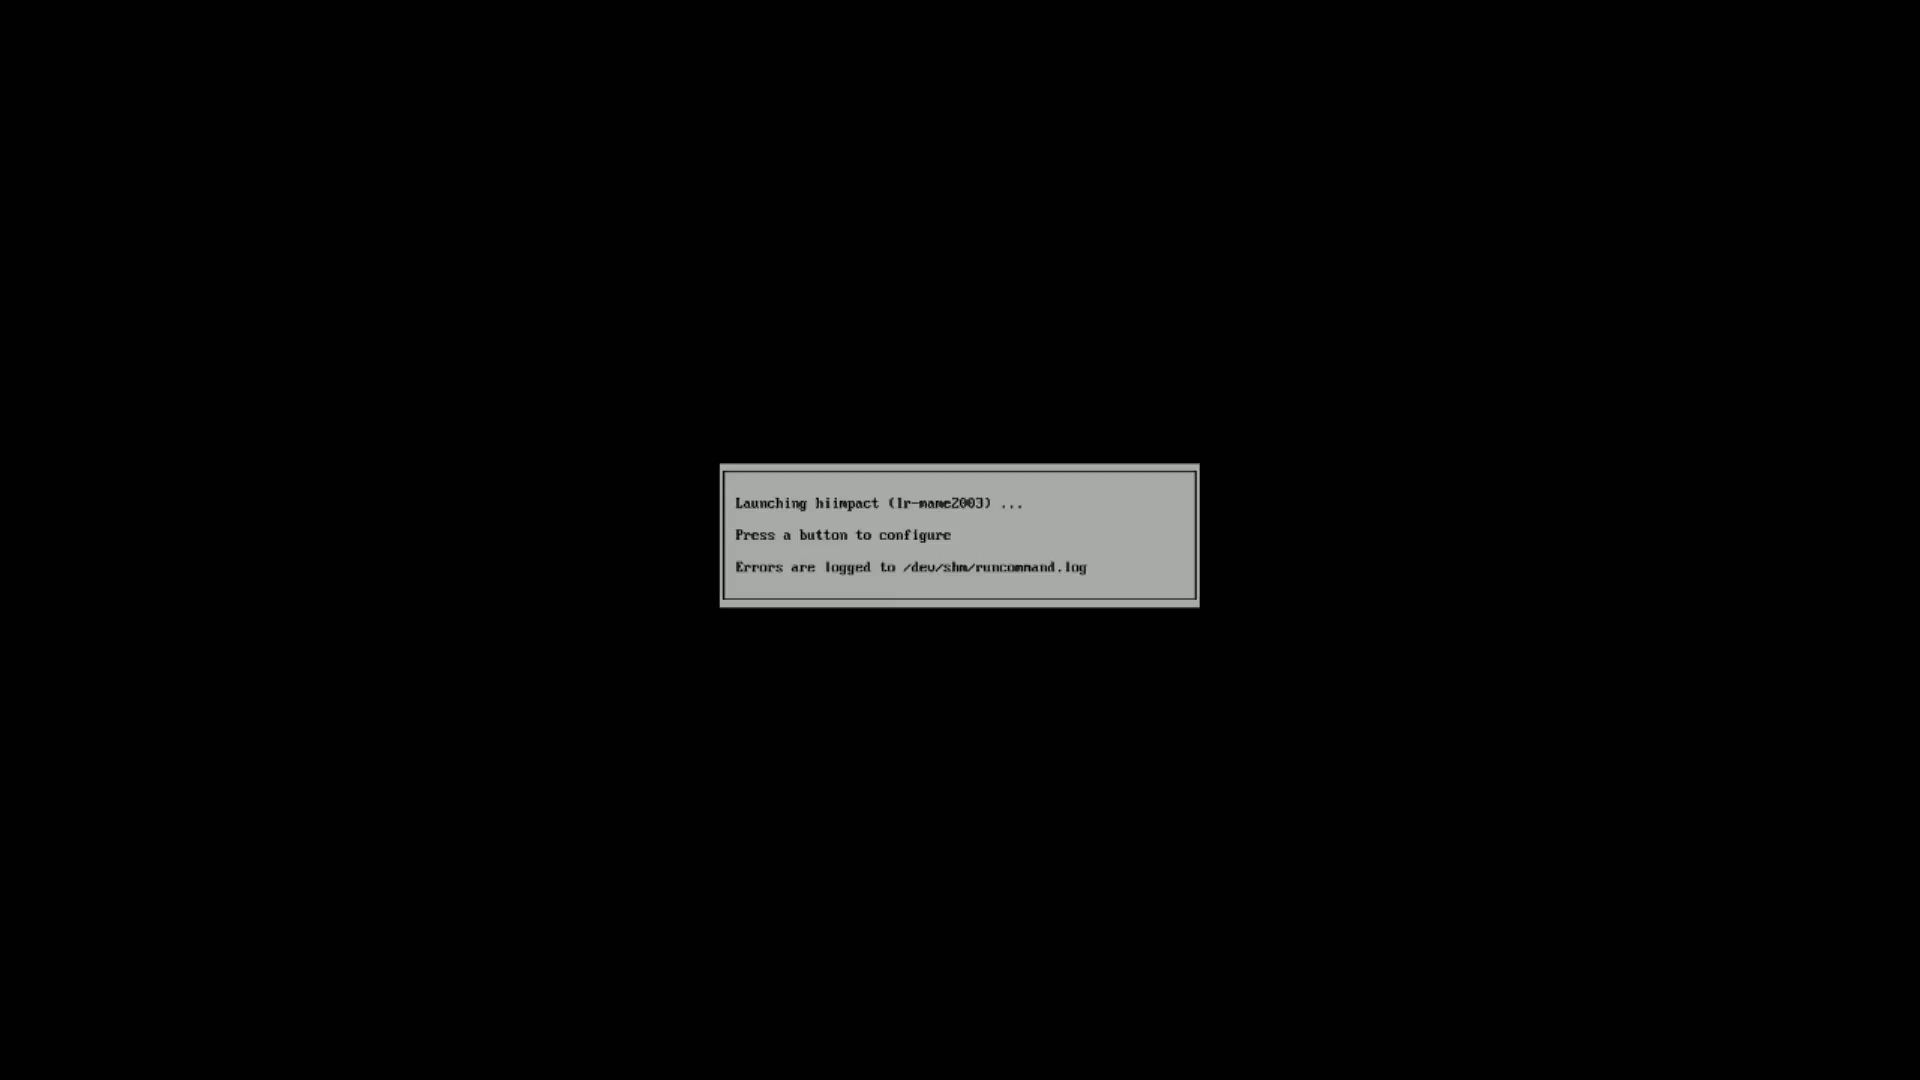 Launching hiimpact (lr-mame2003) ...
Press a button to configure
Errors are logged to /dev/shm/runcommand.log